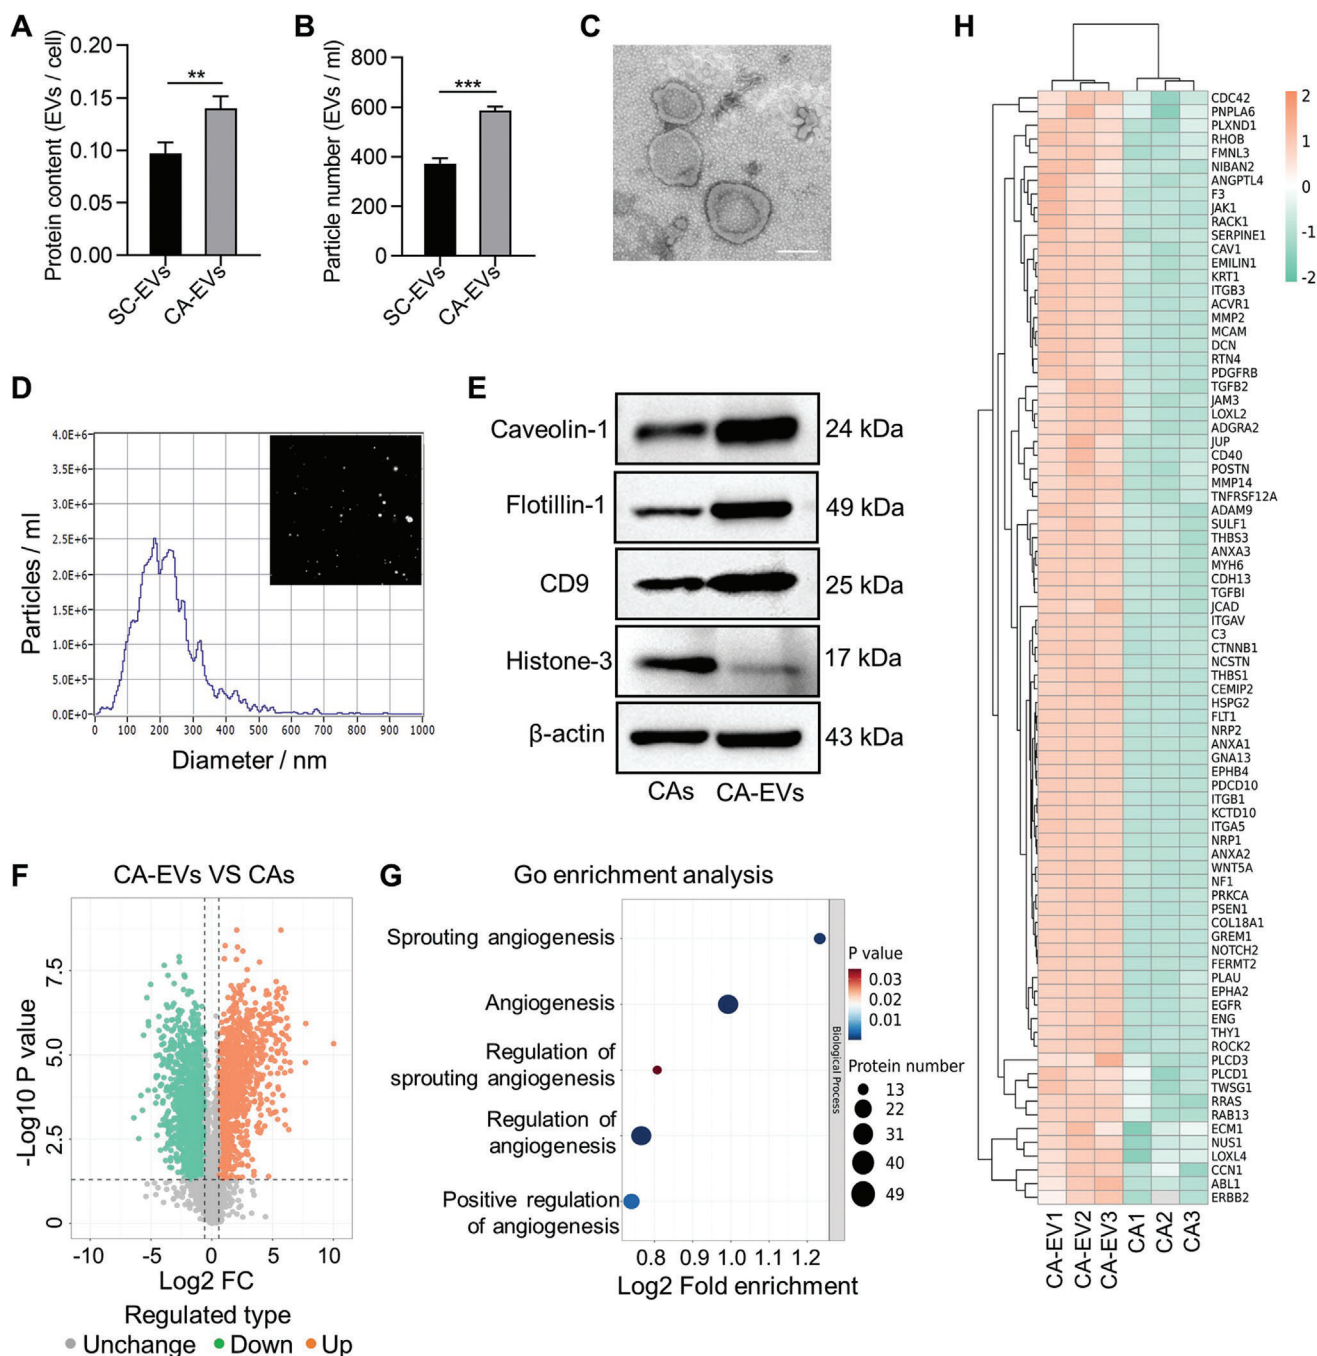 A
Protein content (EVs / cell)
0.20
0.15
0.10
0.05
0.00
**
SC-EVs
CA-EVs
B
Particle number (EVs / ml)
800
600
400
200
0
***
SC-EVs
CA-EVs
C
D
Particles / ml
4.0E+6
3.5E+6
3.0E+6
2.5E+6
2.0E+6
1.5E+6
1.0E+6
5.0E+5
0.0E+0
0 100 200 300 400 500 600 700 800 900 1000
Diameter / nm
E
Caveolin-1 24 kDa
Flotillin-1 49 kDa
CD9 25 kDa
Histone-3 17 kDa
β-actin 43 kDa
CAs CA-EVs
F
CA-EVs VS CAs
-Log10 P value
7.5
5.0
2.5
0
-10 -5 0 5 10
Log2 FC
Regulated type
Unchange Down Up
G
Go enrichment analysis
Sprouting angiogenesis
Angiogenesis
Regulation of
sprouting angiogenesis
Regulation of
angiogenesis
Positive regulation
of angiogenesis
0.8 0.9 1.0 1.1 1.2
Log2 Fold enrichment
Biological Process
P value
0.03
0.02
0.01
Protein number
13
22
31
40
49
H
CDC42
PNPLA6
PLXND1
RHOB
FMNL3
NIBAN2
ANGPTL4
F3
JAK1
RACK1
SERPINE1
CAV1
EMILIN1
KRT1
ITGB3
ACVR1
MMP2
MCAM
DCN
RTN4
PDGFRB
TGFB2
JAM3
LOXL2
ADGRA2
JUP
CD40
POSTN
MMP14
TNFRSF12A
ADAM9
SULF1
THBS3
ANXA3
MYH6
CDH13
TGFBI
JCAD
ITGAV
C3
CTNNB1
NCSTN
THBS1
CEMIP2
HSPG2
FLT1
NRP2
ANXA1
GNA13
EPHB4
PDCD10
ITGB1
KCTD10
ITGA5
NRP1
ANXA2
WNT5A
NF1
PRKCA
PSEN1
COL18A1
GREM1
NOTCH2
FERMT2
PLAU
EPHA2
EGFR
ENG
THY1
ROCK2
PLCD3
PLCD1
TWSG1
RRAS
RAB13
ECM1
NUS1
LOXL4
CCN1
ABL1
ERBB2
CA-EV1
CA-EV2
CA-EV3
CA1
CA2
CA3
2
1
0
-1
-2